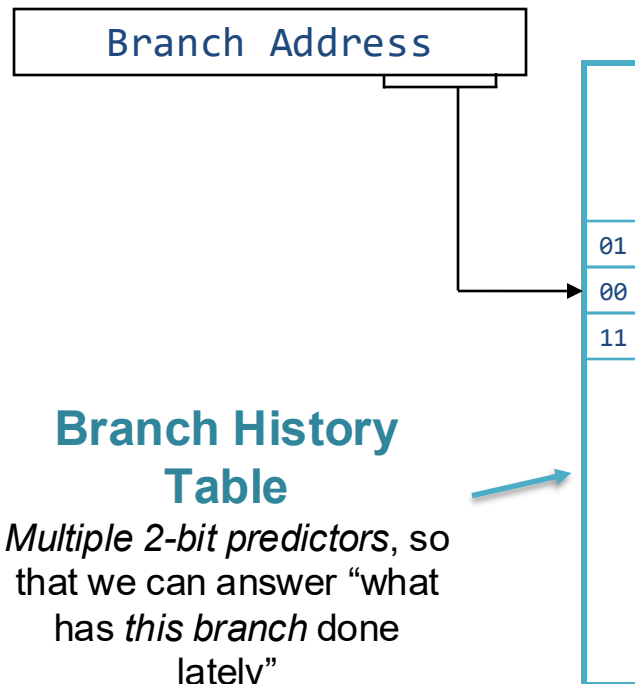 Branch Address
01
00
11
Branch History
Table
Multiple 2-bit predictors, so
that we can answer “what
has this branch done
lately”